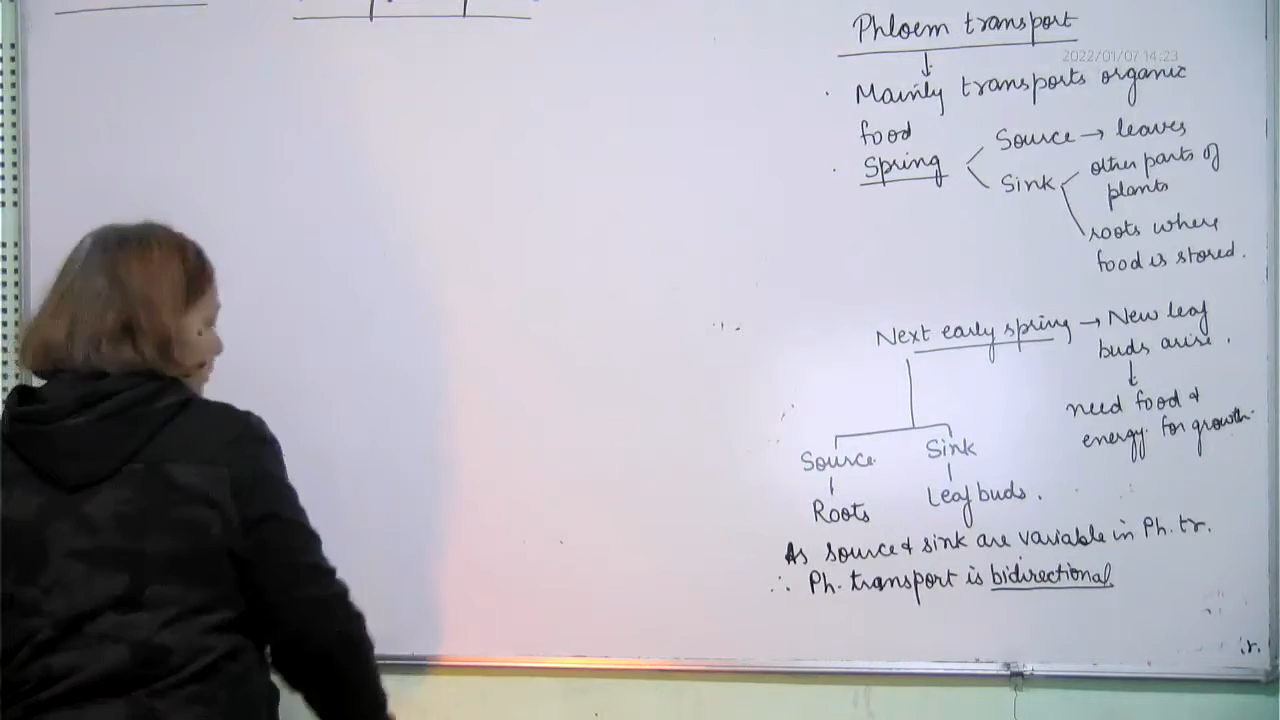 Phloem transport
2022/01/07 14:23
↓
. Mainly transports organic
food
. Spring
Source → leaves
Sink
other parts of
plants
roots where
food is stored.
Next early spring → New leaf
buds arise.
↓
need food &
energy for growth.
Source
Sink
Roots
Leaf buds.
As source & sink are variable in Ph. tr.
∴ Ph. transport is bidirectional